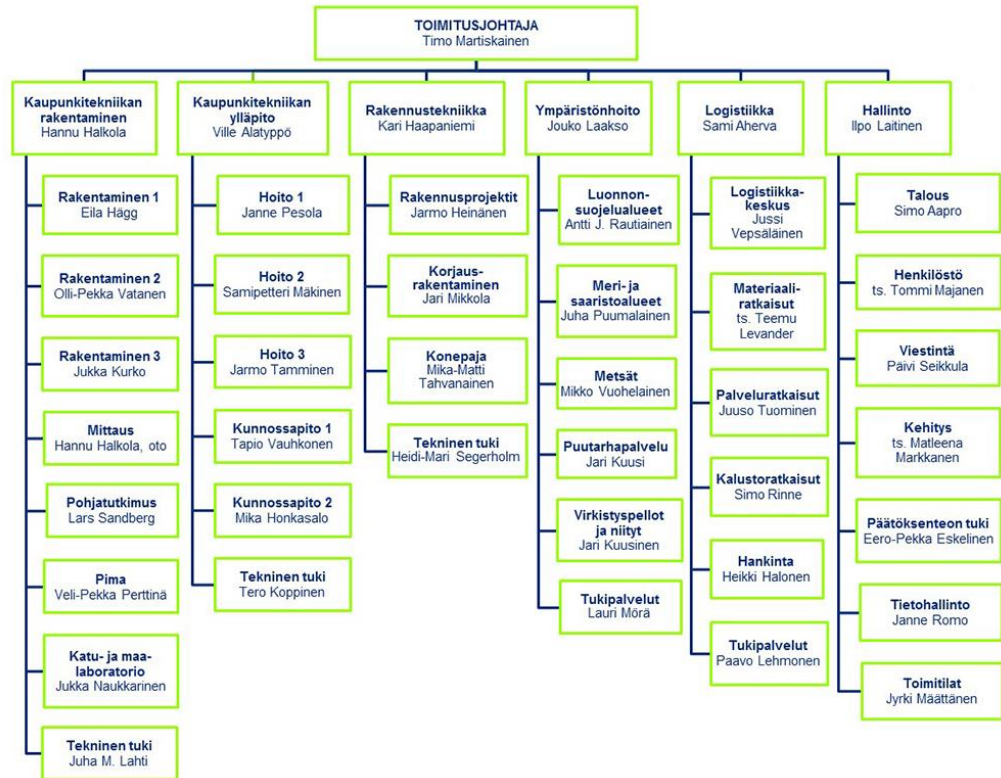 TOIMITUSJOHTAJA
Timo Martiskainen
Kaupunkitekniikan
rakentaminen
Hannu Halkola
Rakentaminen 1
Eila Hägg
Rakentaminen 2
Olli-Pekka Vatanen
Rakentaminen 3
Jukka Kurko
Mittaus
Hannu Halkola, oto
Pohjatutkimus
Lars Sandberg
Pima
Veli-Pekka Perttinä
Katu- ja maa-
laboratorio
Jukka Naukkarinen
Tekninen tuki
Juha M. Lahti
Kaupunkitekniikan
ylläpito
Ville Alatyppö
Hoito 1
Janne Pesola
Hoito 2
Samipetteri Mäkinen
Hoito 3
Jarmo Tamminen
Kunnossapito 1
Tapio Vauhkonen
Kunnossapito 2
Mika Honkasalo
Tekninen tuki
Tero Koppinen
Rakennustekniikka
Kari Haapaniemi
Rakennusprojektit
Jarmo Heinänen
Korjaus-
rakentaminen
Jari Mikkola
Konepaja
Mika-Matti
Tahvanainen
Tekninen tuki
Heidi-Mari Segerholm
Ympäristönhoito
Jouko Laakso
Luonnon-
suojelualueet
Antti J. Rautiainen
Meri- ja
saaristoalueet
Juha Puumalainen
Metsät
Mikko Vuohelainen
Puutarhapalvelu
Jari Kuusi
Virkistyspellot
ja niityt
Jari Kuusinen
Tukipalvelut
Lauri Mörä
Logistiikka
Sami Aherva
Logistiikka-
keskus
Jussi
Vepsäläinen
Materiaali-
ratkaisut
ts. Teemu
Levander
Palveluratkaisut
Juuso Tuominen
Kalustoratkaisut
Simo Rinne
Hankinta
Heikki Halonen
Tukipalvelut
Paavo Lehmonen
Hallinto
Ilpo Laitinen
Talous
Simo Aapro
Henkilöstö
ts. Tommi Majanen
Viestintä
Päivi Seikkula
Kehitys
ts. Matleena
Markkanen
Päätöksenteon tuki
Eero-Pekka Eskelinen
Tietohallinto
Janne Romo
Toimitilat
Jyrki Määttänen